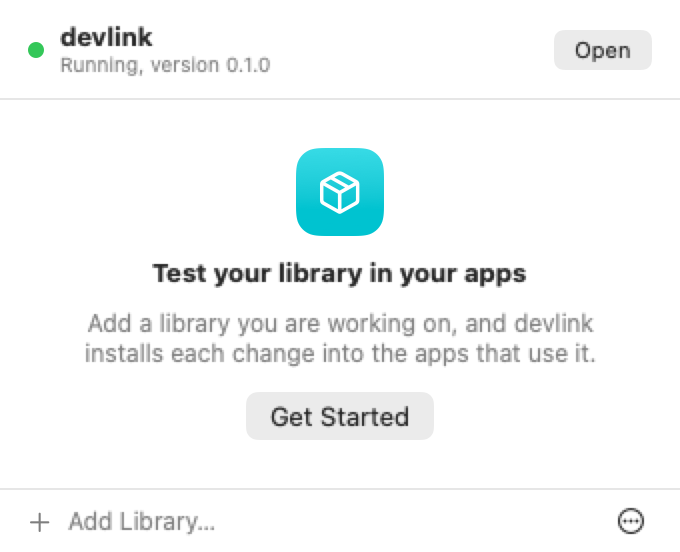 devlink
Running, version 0.1.0
Open
Test your library in your apps
Add a library you are working on, and devlink
installs each change into the apps that use it.
Get Started
Add Library...